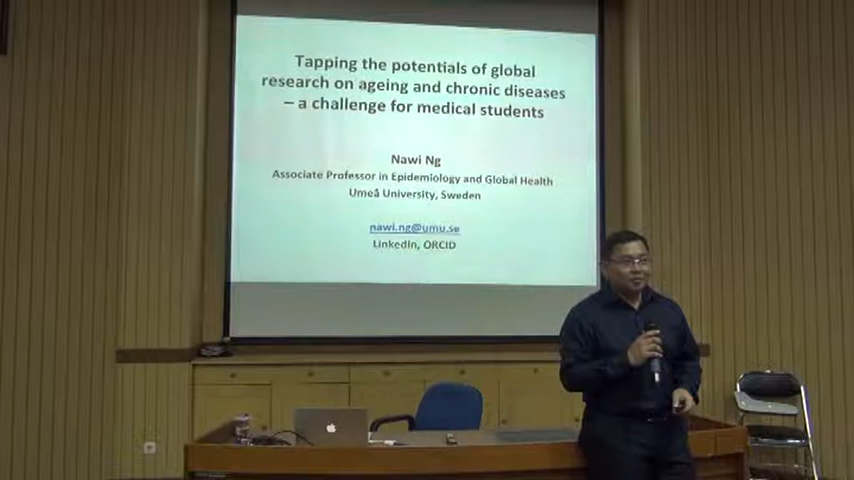 Tapping the potentials of global
research on ageing and chronic diseases
– a challenge for medical students
Nawi Ng
Associate Professor in Epidemiology and Global Health
Umeå University, Sweden
nawi.ng@umu.se
LinkedIn, ORCID